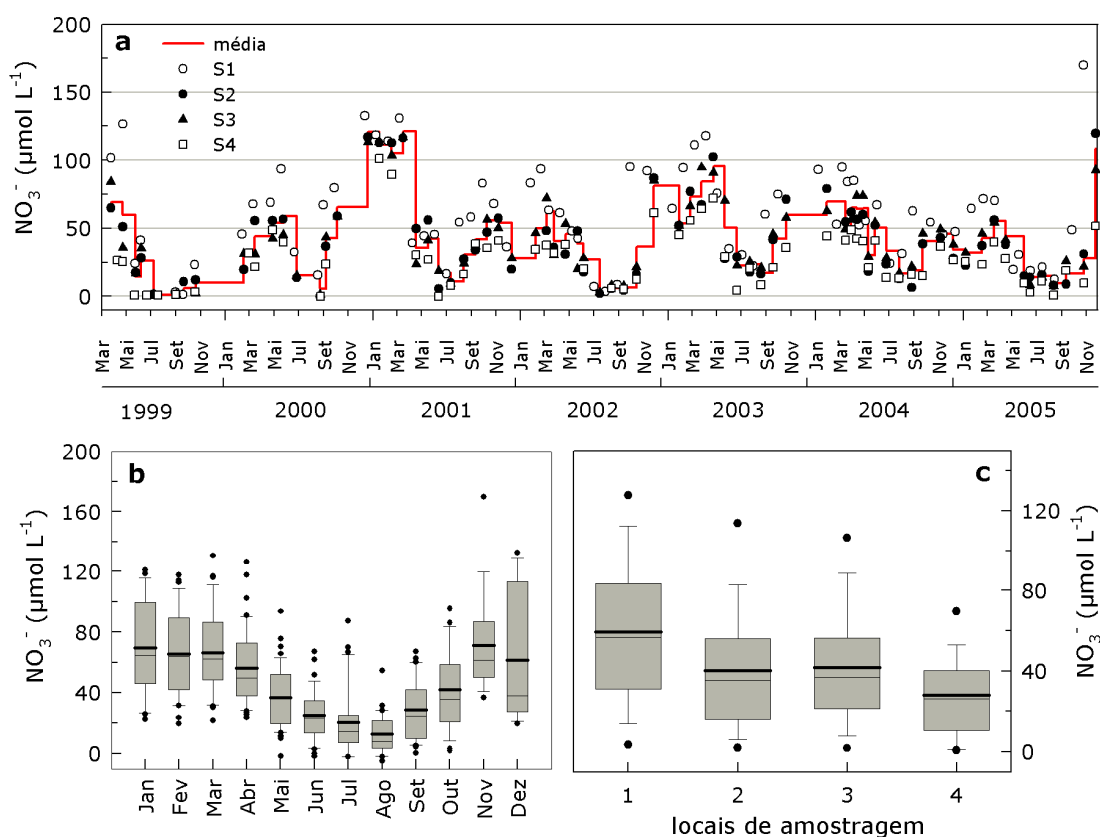 a
média
S1
S2
S3
S4
NO₃⁻ (µmol L⁻¹)
200
150
100
50
0
Mar Mai Jul Set Nov Jan Mar Mai Jul Set Nov Jan Mar Mai Jul Set Nov Jan Mar Mai Jul Set Nov Jan Mar Mai Jul Set Nov Jan Mar Mai Jul Set Nov Jan Mar Mai Jul Set Nov
1999 2000 2001 2002 2003 2004 2005
b
NO₃⁻ (µmol L⁻¹)
200
160
120
80
40
0
Jan Fev Mar Abr Mai Jun Jul Ago Set Out Nov Dez
c
120
80
40
0
NO₃⁻ (µmol L⁻¹)
1 2 3 4
locais de amostragem